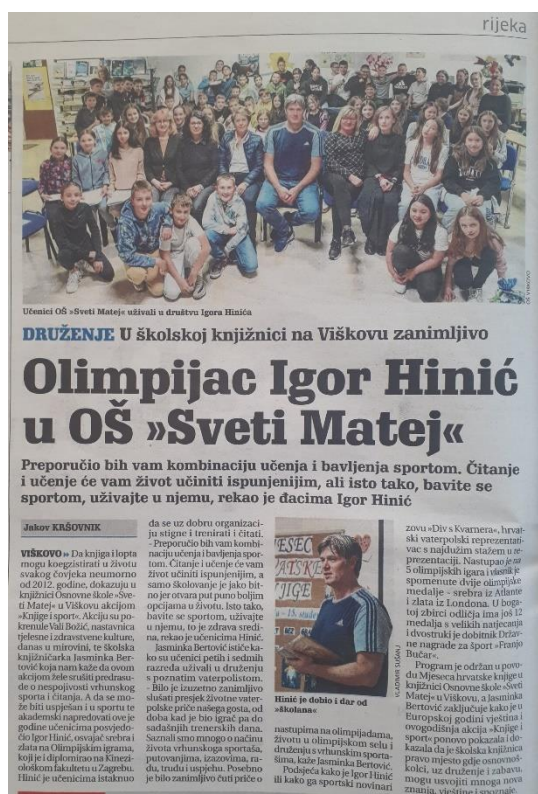 rijeka
OŠ VIŠKOVO
Učenici OŠ »Sveti Matej« uživali u društvu Igora Hinića
DRUŽENJE U školskoj knjižnici na Viškovu zanimljivo
Olimpijac Igor Hinić
u OŠ »Sveti Matej«
Preporučio bih vam kombinaciju učenja i bavljenja sportom. Čitanje
i učenje će vam život učiniti ispunjenijim, ali isto tako, bavite se
sportom, uživajte u njemu, rekao je đacima Igor Hinić
Jakov KRŠOVNIK
VIŠKOVO » Da knjiga i lopta
mogu koegzistirati u životu
svakog čovjeka neumorno
od 2012. godine, dokazuju u
knjižnici Osnovne škole »Sve-
ti Matej« u Viškovu akcijom
»Knjige i sport«. Akciju su po-
krenule Vali Božić, nastavnica
tjelesne i zdravstvene kulture,
danas u mirovini, te školska
knjižničarka Jasminka Ber-
tović koja nam kaže da ovom
akcijom žele srušiti predrasu-
de o nespojivosti vrhunskog
sporta i čitanja. A da se mo-
že biti uspješan i u sportu te
akademski napredovati ove je
godine učenicima posvjedo-
čio Igor Hinić, osvajač srebra i
zlata na Olimpijskim igrama,
koji je i diplomirao na Kinezi-
ološkom fakultetu u Zagrebu.
Hinić je učenicima istaknuo
da se uz dobru organizaci-
ju stigne i trenirati i čitati.
- Preporučio bih vam kombi-
naciju učenja i bavljenja spor-
tom. Čitanje i učenje će vam
život učiniti ispunjenijim, a
samo školovanje je jako bit-
no jer otvara put puno boljim
opcijama u životu. Isto tako,
bavite se sportom, uživajte
u njemu, to je zdrava sredi-
na, rekao je učenicima Hinić.
Jasminka Bertović ističe ka-
ko su učenici petih i sedmih
razreda uživali u druženju
s poznatim vaterpolistom.
- Bilo je izuzetno zanimljivo
slušati presjek životne vater-
polske priče našega gosta, od
doba kad je bio igrač pa do
sadašnjih trenerskih dana.
Saznali smo mnogo o načinu
života vrhunskoga sportaša,
putovanjima, izazovima, ra-
du, trudu i uspjehu. Posebno
je bilo zanimljivo čuti priče o
VLADIMIR SUŠANJ
Hinić je dobio i dar od
»školana«
nastupima na olimpijadama,
životu u olimpijskom selu i
druženju s vrhunskim sporta-
šima, kaže Jasminka Bertović.
Podsjeća kako je Igor Hinić
ili kako ga sportski novinari
zovu »Div s Kvarnera«, hrvat-
ski vaterpolski reprezentati-
vac s najdužim stažem u re-
prezentaciji. Nastupao je na
5 olimpijskih igara i vlasnik je
spomenute dvije olimpijske
medalje - srebra iz Atlante
i zlata iz Londona. U boga-
toj zbirci odličja ima još 12
medalja s velikih natjecanja
i dvostruki je dobitnik Držav-
ne nagrade za šport »Franjo
Bučar«.
Program je održan u povo-
du Mjeseca hrvatske knjige u
knjižnici Osnovne škole »Sveti
Matej« u Viškovu, a Jasminka
Bertović zaključuje kako je u
Europskoj godini vještina i
ovogodišnja akcija »Knjige i
sport« ponovo pokazala i do-
kazala da je školska knjižnica
pravo mjesto gdje osnovnoš-
kolci, uz druženje i zabavu,
mogu usvojiti mnoga nova
znanja, vještine i spoznaje.